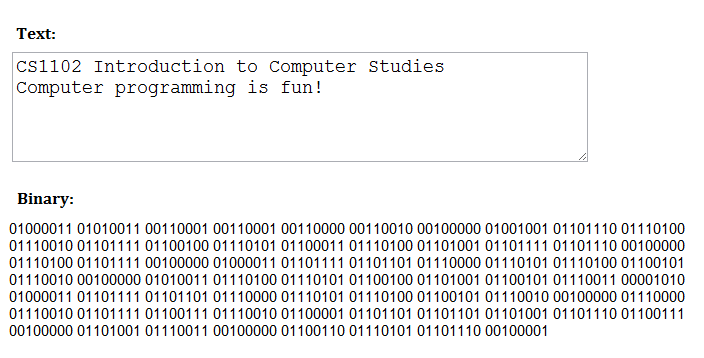 Text:
CS1102 Introduction to Computer Studies
Computer programming is fun!
Binary:
01000011 01010011 00110001 00110001 00110000 00110010 00100000 01001001 01101110 01110100
01110010 01101111 01100100 01110101 01100011 01110100 01101001 01101111 01101110 00100000
01110100 01101111 00100000 01000011 01101111 01101101 01110000 01110101 01110100 01100101
01110010 00100000 01010011 01110100 01110101 01100100 01101001 01100101 01110011 00001010
01000011 01101111 01101101 01110000 01110101 01110100 01100101 01110010 00100000 01110000
01110010 01101111 01100111 01110010 01100001 01101101 01101101 01101001 01101110 01100111
00100000 01101001 01110011 00100000 01100110 01110101 01101110 00100001